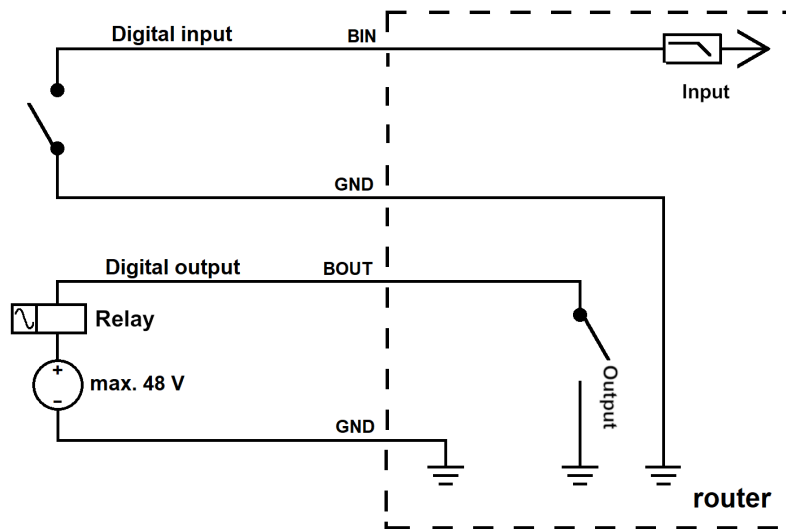 Digital input
BIN
Input
GND
Digital output
BOUT
Relay
+
max. 48 V
−
Output
GND
router